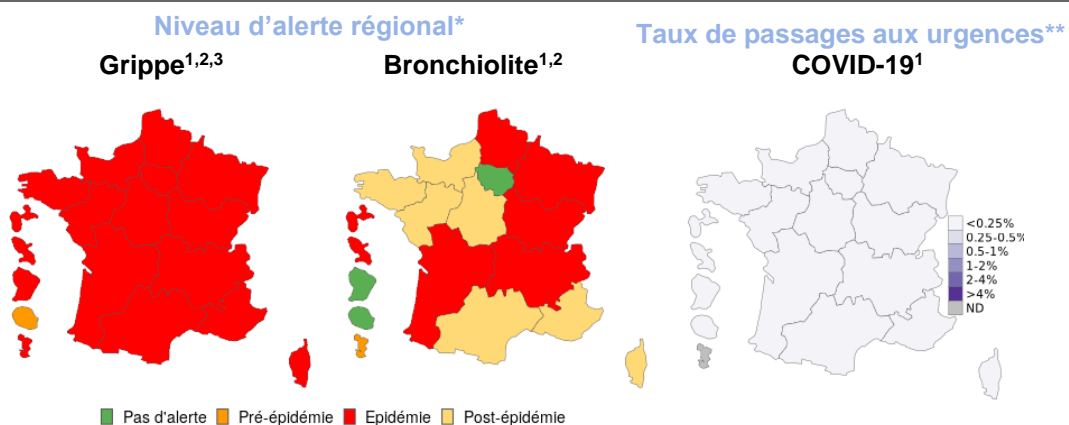 Niveau d’alerte régional*
Taux de passages aux urgences**
Grippe1,2,3
Bronchiolite1,2
COVID-191
<0.25%
0.25-0.5%
0.5-1%
1-2%
2-4%
>4%
ND
Pas d'alerte
Pré-épidémie
Epidémie
Post-épidémie